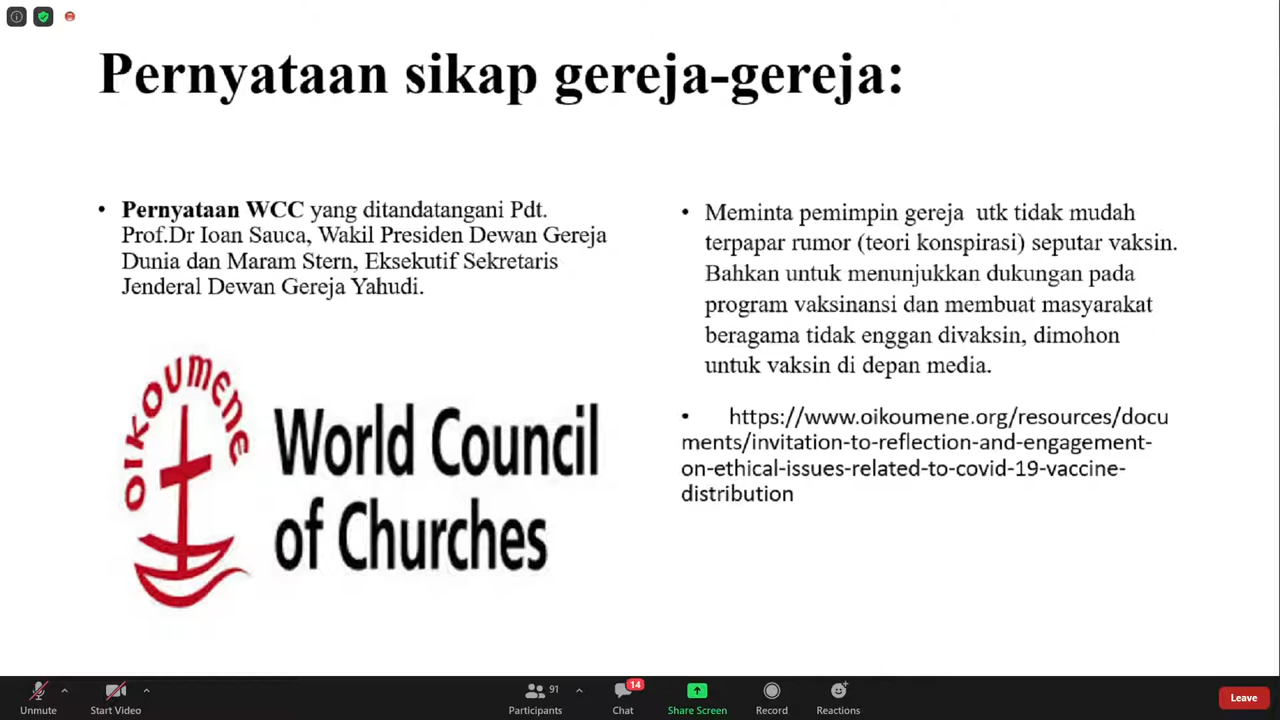 Pernyataan sikap gereja-gereja:
• Pernyataan WCC yang ditandatangani Pdt.
Prof.Dr Ioan Sauca, Wakil Presiden Dewan Gereja
Dunia dan Maram Stern, Eksekutif Sekretaris
Jenderal Dewan Gereja Yahudi.
OIKOUMENE
World Council
of Churches
• Meminta pemimpin gereja utk tidak mudah
terpapar rumor (teori konspirasi) seputar vaksin.
Bahkan untuk menunjukkan dukungan pada
program vaksinansi dan membuat masyarakat
beragama tidak enggan divaksin, dimohon
untuk vaksin di depan media.
• https://www.oikoumene.org/resources/docu
ments/invitation-to-reflection-and-engagement-
on-ethical-issues-related-to-covid-19-vaccine-
distribution
Unmute
Start Video
Participants
91
Chat
14
Share Screen
Record
Reactions
Leave